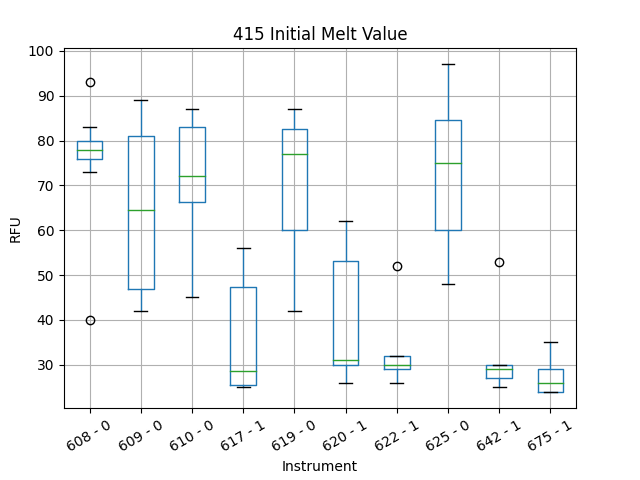 415 Initial Melt Value
100
90
80
70
60
50
40
30
RFU
608 - 0
609 - 0
610 - 0
617 - 1
619 - 0
620 - 1
622 - 1
625 - 0
642 - 1
675 - 1
Instrument